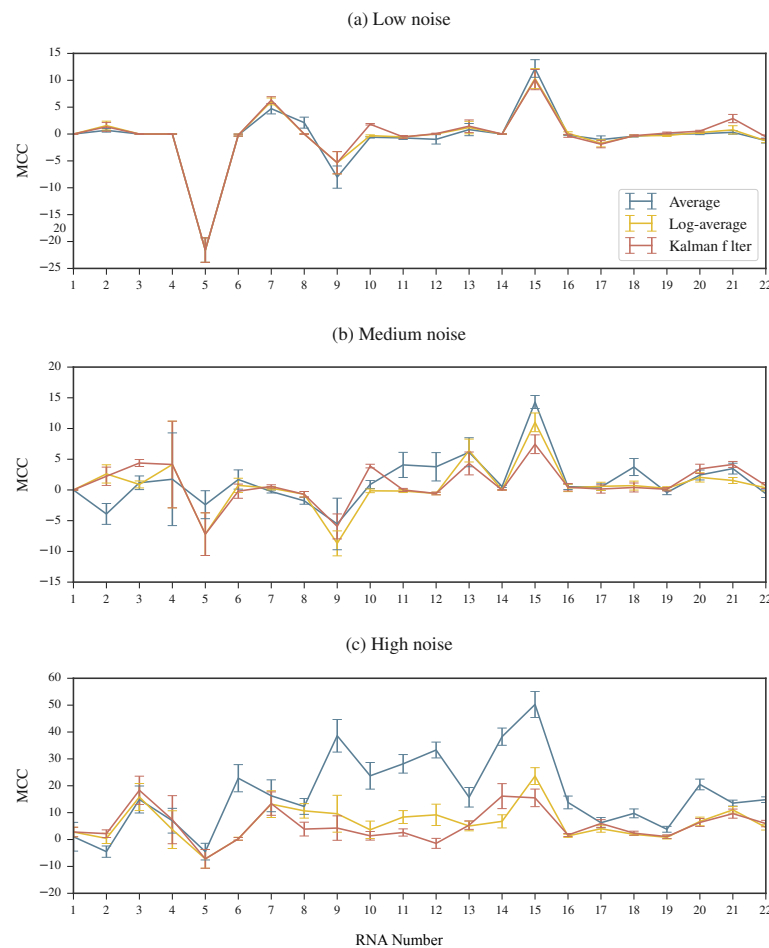 (a) Low noise
15
10
5
0
−5
−10
−15
20
−20
−25
MCC
Average
Log-average
Kalman f lter
1 2 3 4 5 6 7 8 9 10 11 12 13 14 15 16 17 18 19 20 21 22
(b) Medium noise
20
15
10
5
0
−5
−10
−15
MCC
1 2 3 4 5 6 7 8 9 10 11 12 13 14 15 16 17 18 19 20 21 22
(c) High noise
60
50
40
30
20
10
0
−10
−20
MCC
1 2 3 4 5 6 7 8 9 10 11 12 13 14 15 16 17 18 19 20 21 22
RNA Number